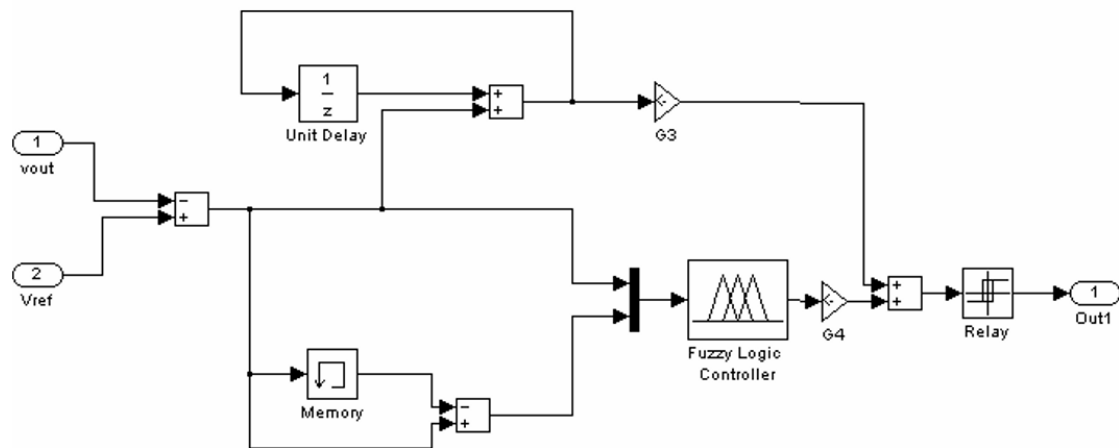 1
z
Unit Delay
+
+
G3
1
vout
-
+
2
Vref
Fuzzy Logic
Controller
G4
+
+
Relay
1
Out1
Memory
-
+